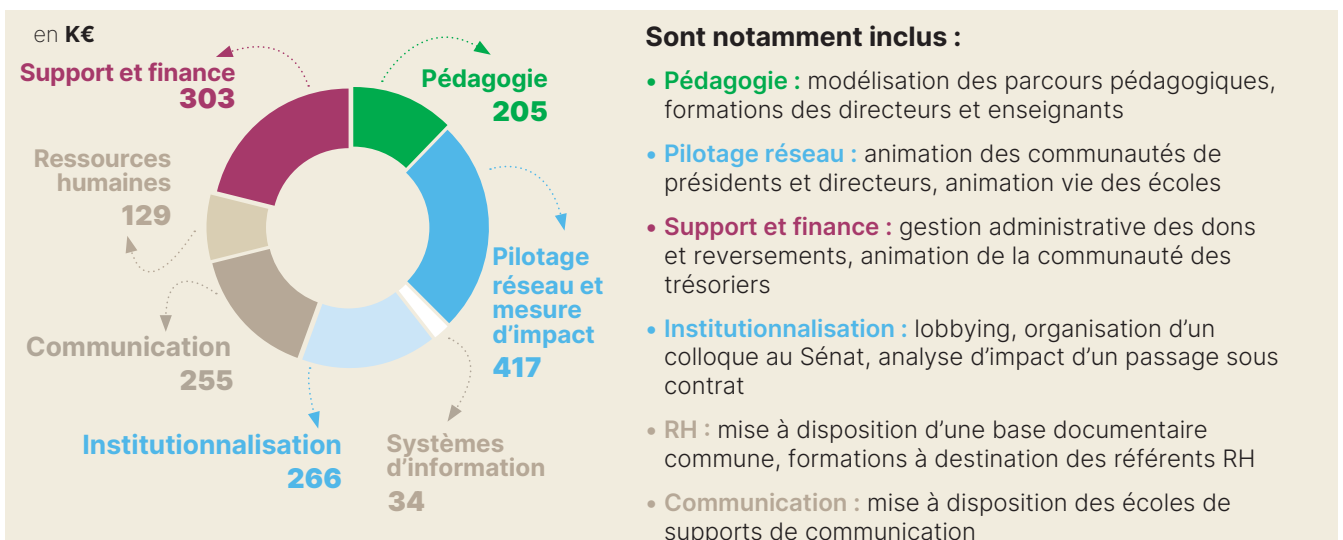 en K€
Support et finance
303
Pédagogie
205
Ressources
humaines
129
Pilotage
réseau et
mesure
d’impact
417
Communication
255
Institutionnalisation
266
Systèmes
d’information
34
Sont notamment inclus :
• Pédagogie : modélisation des parcours pédagogiques,
formations des directeurs et enseignants
• Pilotage réseau : animation des communautés de
présidents et directeurs, animation vie des écoles
• Support et finance : gestion administrative des dons
et reversements, animation de la communauté des
trésoriers
• Institutionnalisation : lobbying, organisation d’un
colloque au Sénat, analyse d’impact d’un passage sous
contrat
• RH : mise à disposition d’une base documentaire
commune, formations à destination des référents RH
• Communication : mise à disposition des écoles de
supports de communication